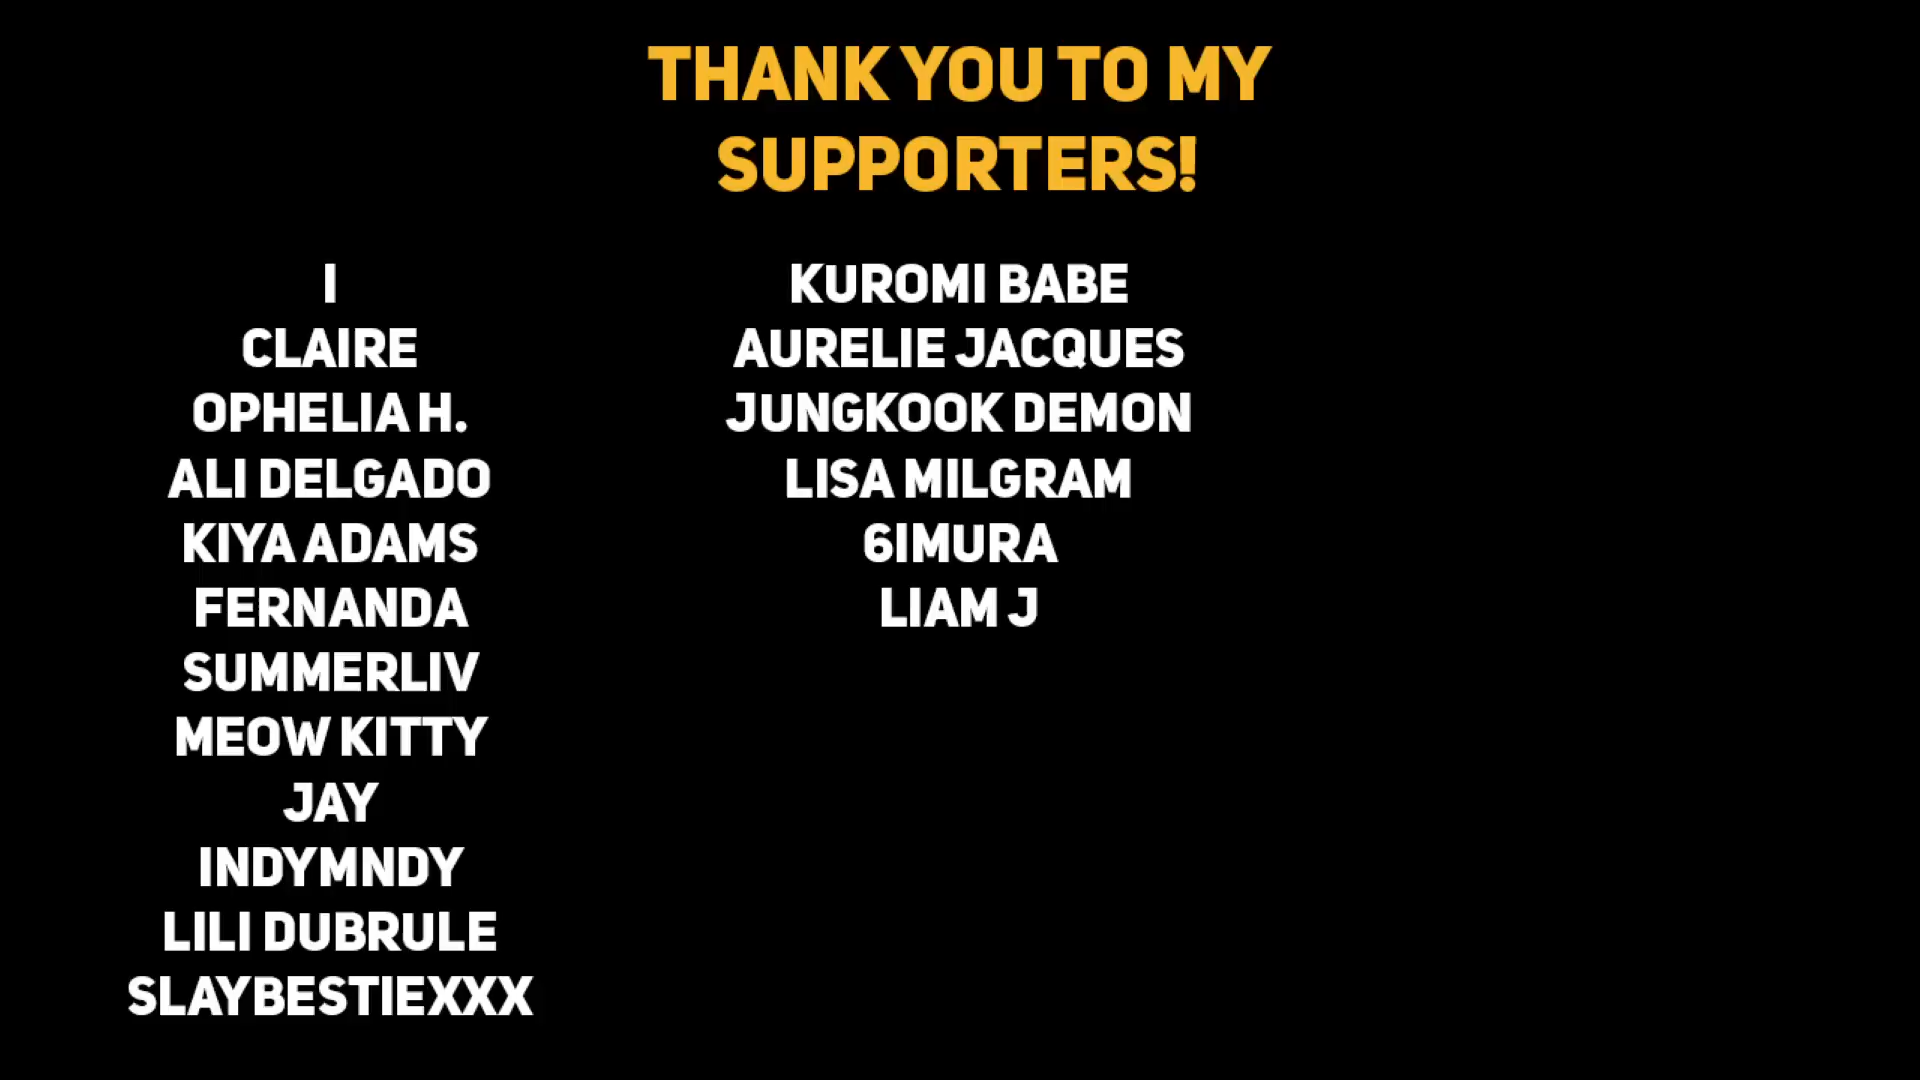 THANK YOU TO MY
SUPPORTERS!
I
CLAIRE
OPHELIA H.
ALI DELGADO
KIYA ADAMS
FERNANDA
SUMMERLIV
MEOW KITTY
JAY
INDYMNDY
LILI DUBRULE
SLAYBESTIEXXX
KUROMI BABE
AURELIE JACQUES
JUNGKOOK DEMON
LISA MILGRAM
6IMURA
LIAM J